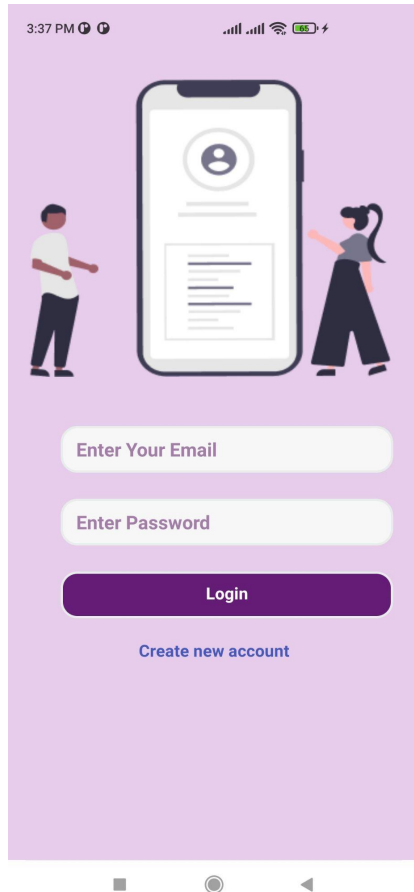 3:37 PM
65
Enter Your Email
Enter Password
Login
Create new account